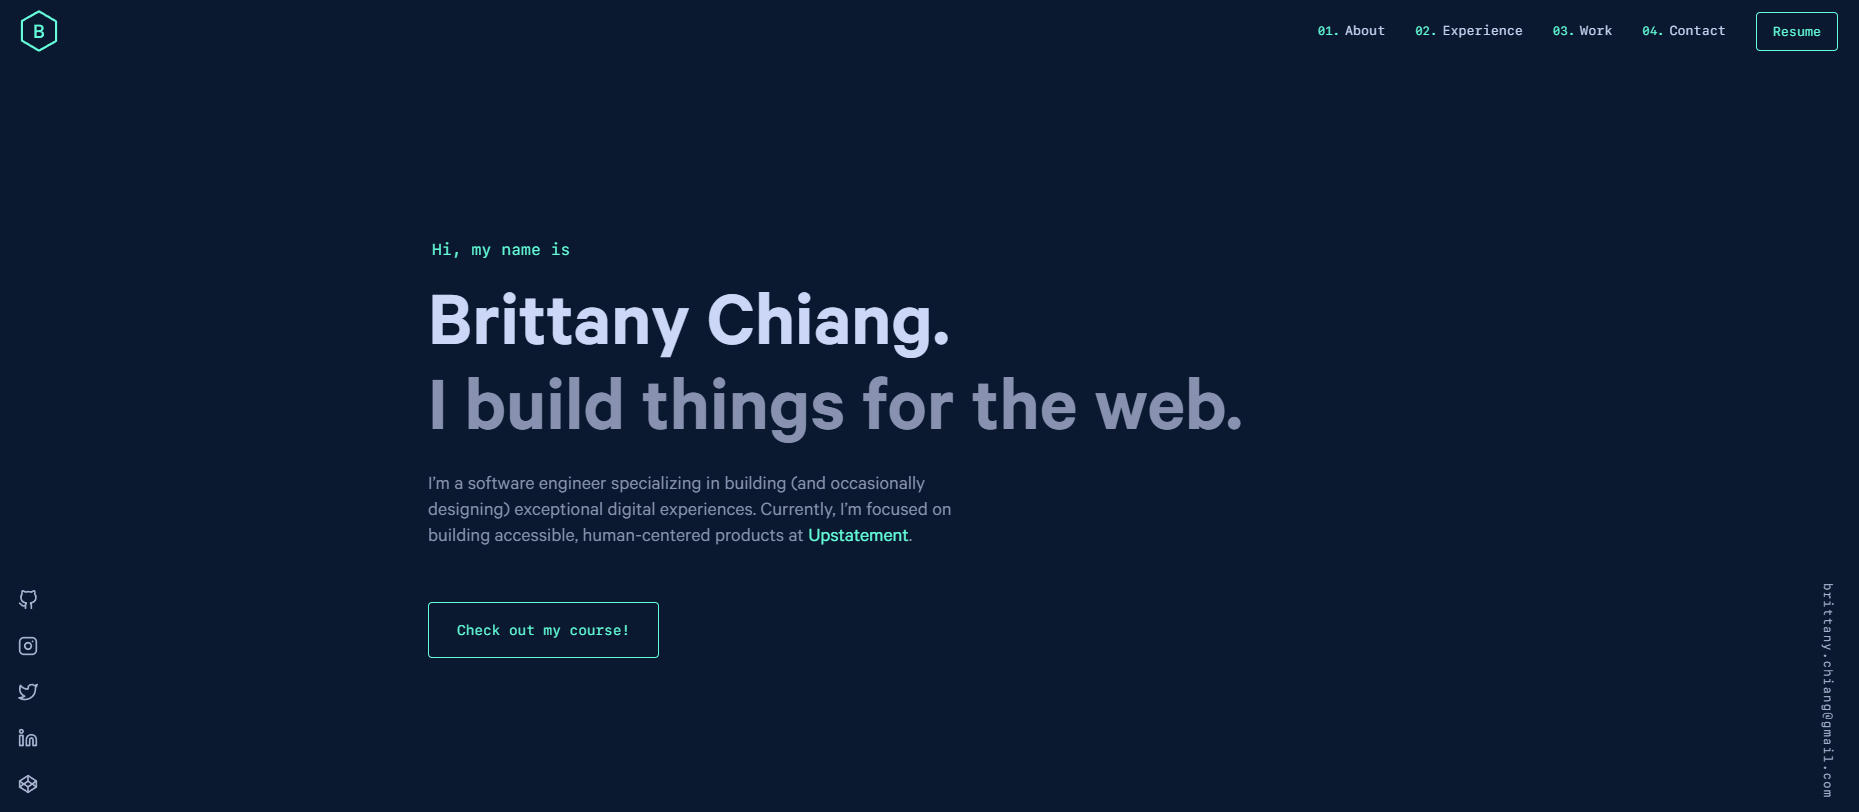 B
01. About
02. Experience
03. Work
04. Contact
Resume
Hi, my name is
Brittany Chiang.
I build things for the web.
I’m a software engineer specializing in building (and occasionally
designing) exceptional digital experiences. Currently, I’m focused on
building accessible, human-centered products at Upstatement.
Check out my course!
brittany.chiang@gmail.com